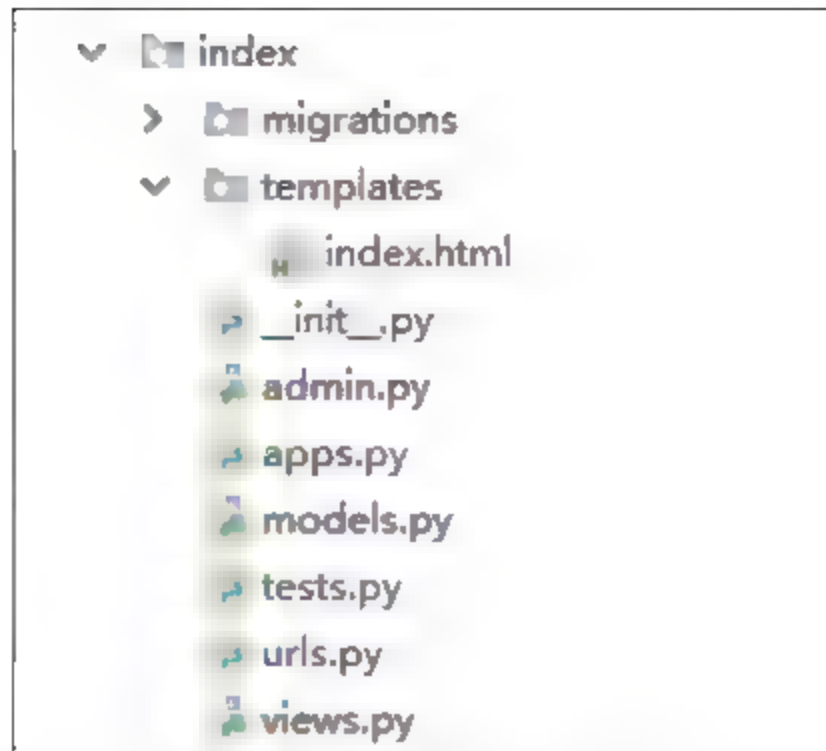 index
migrations
templates
index.html
__init__.py
admin.py
apps.py
models.py
tests.py
urls.py
views.py